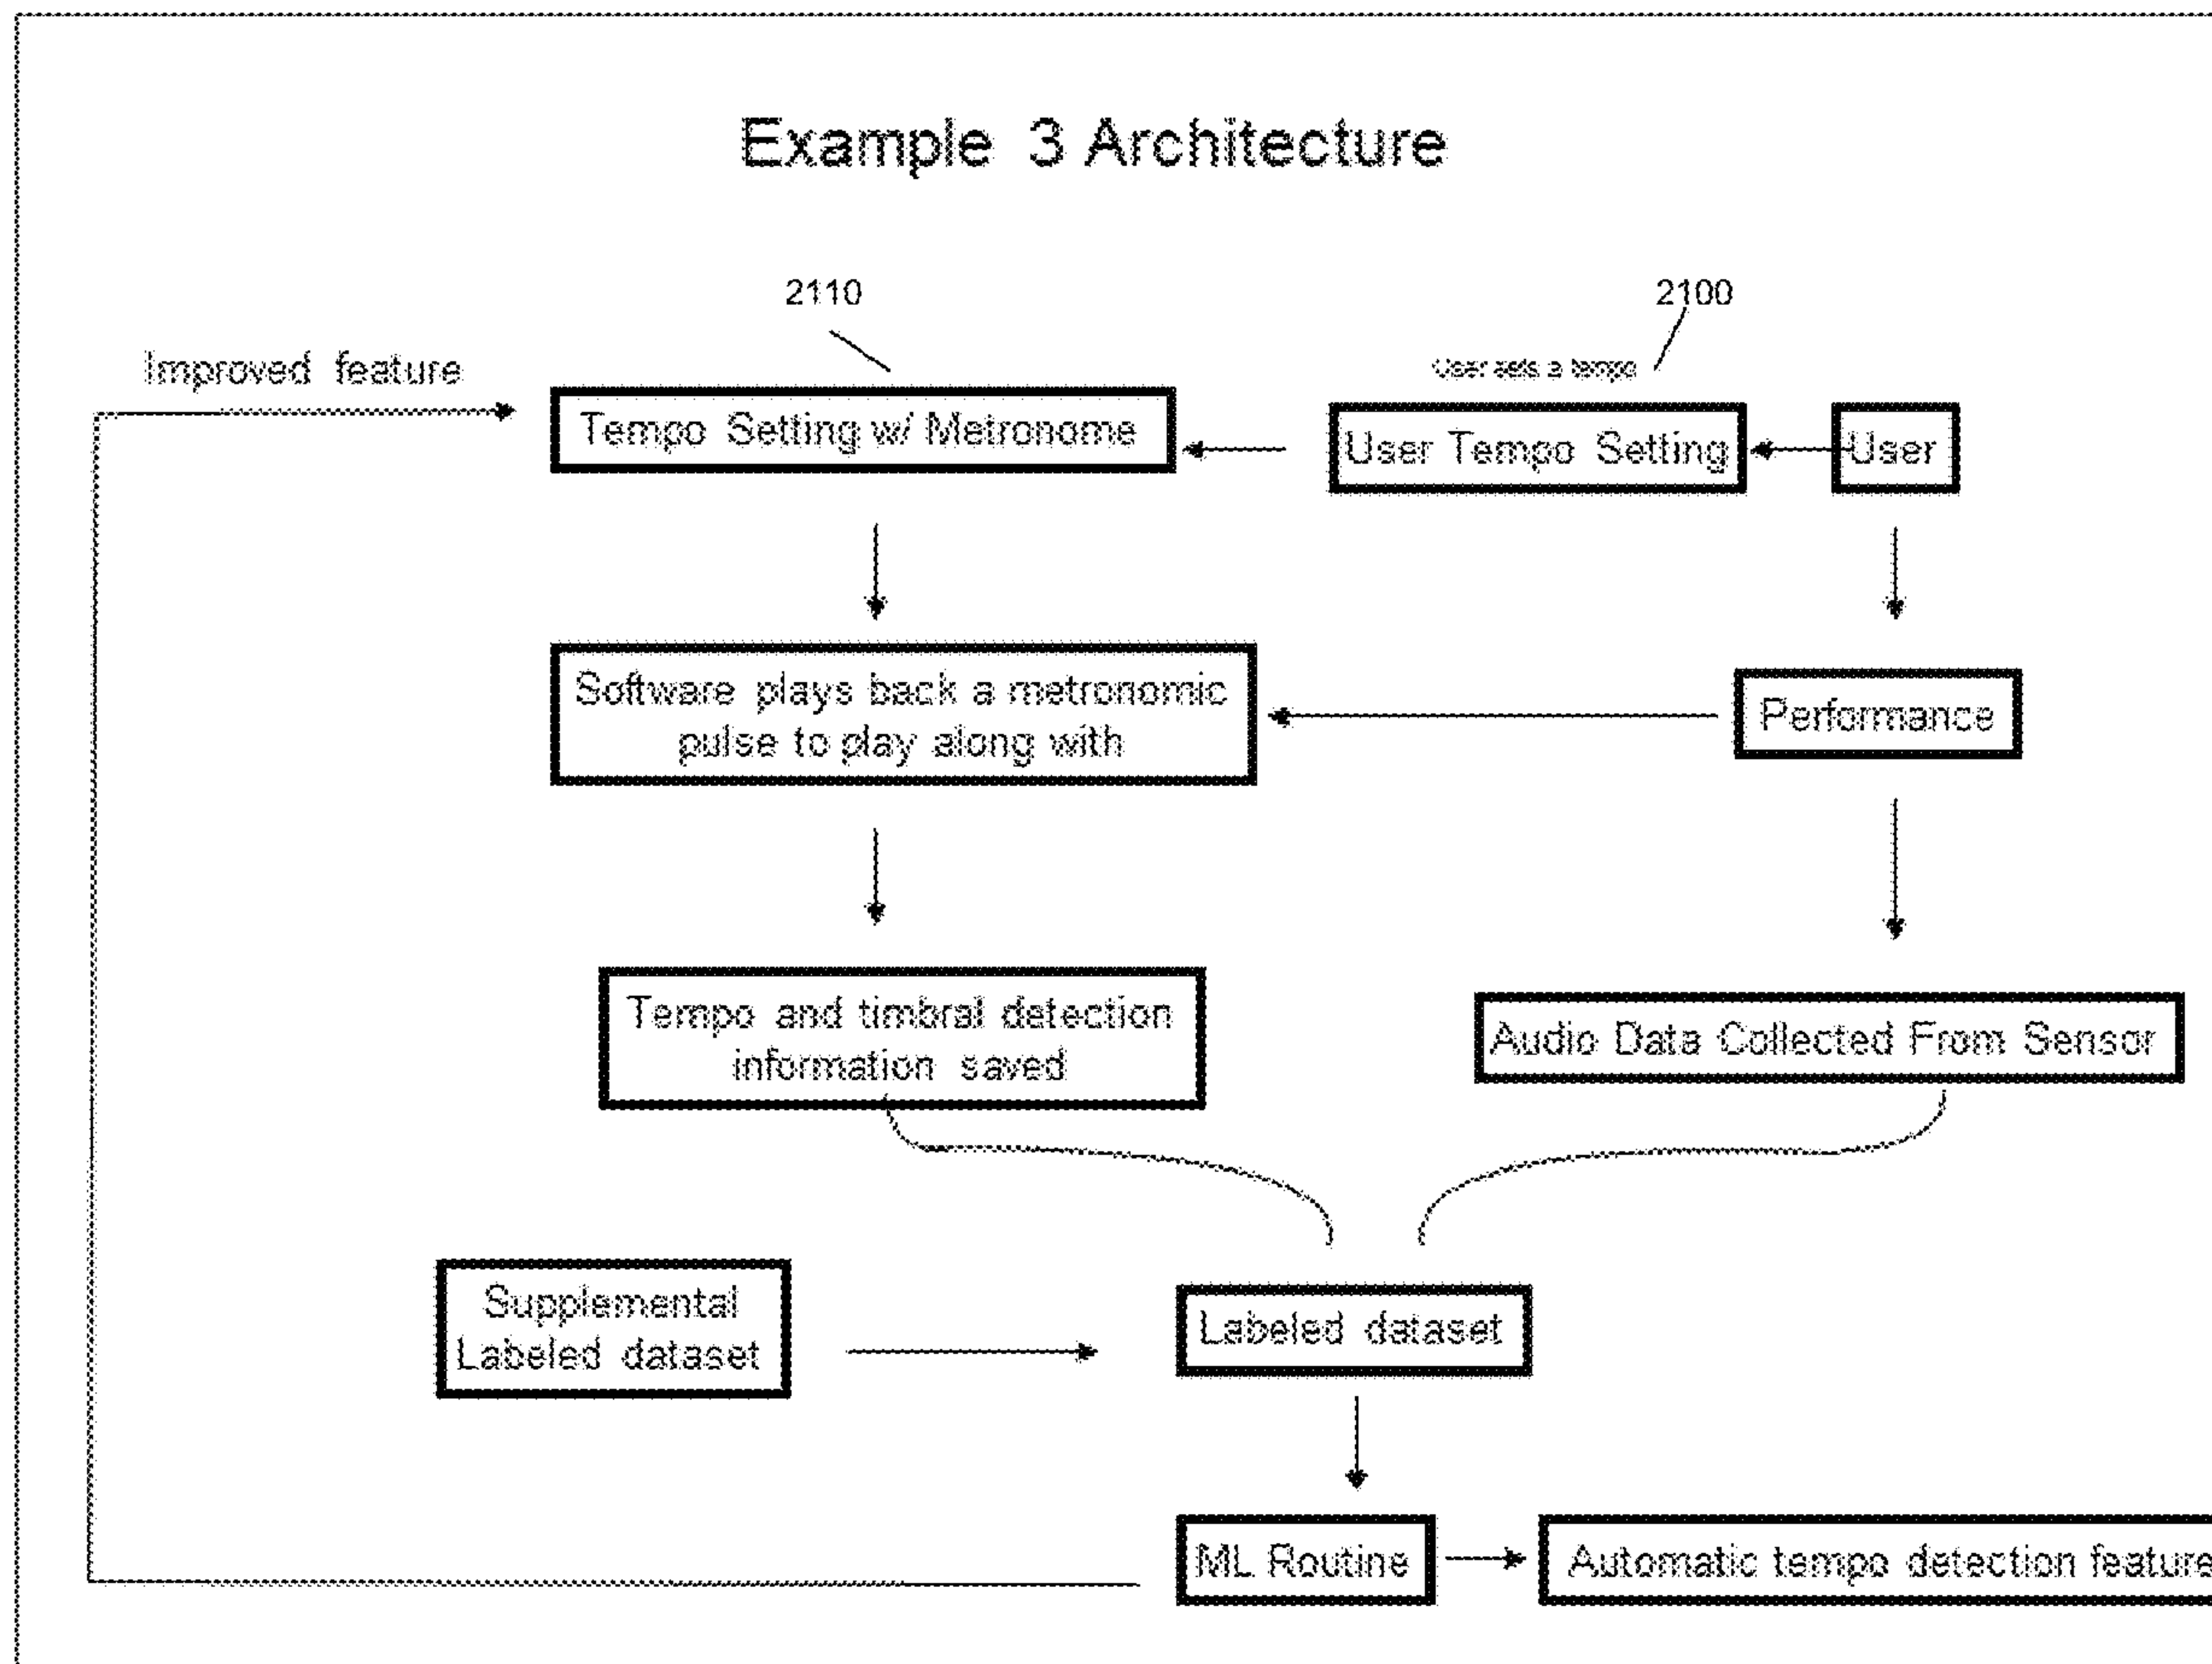 Example 3 Architecture
2110
2100
Improved feature
User sets a tempo
Tempo Setting w/ Metronome
User Tempo Setting
User
Software plays back a metronomic
pulse to play along with
Performance
Tempo and timbral detection
information saved
Audio Data Collected From Sensor
Supplemental
Labeled dataset
Labeled dataset
ML Routine
Automatic tempo detection feature